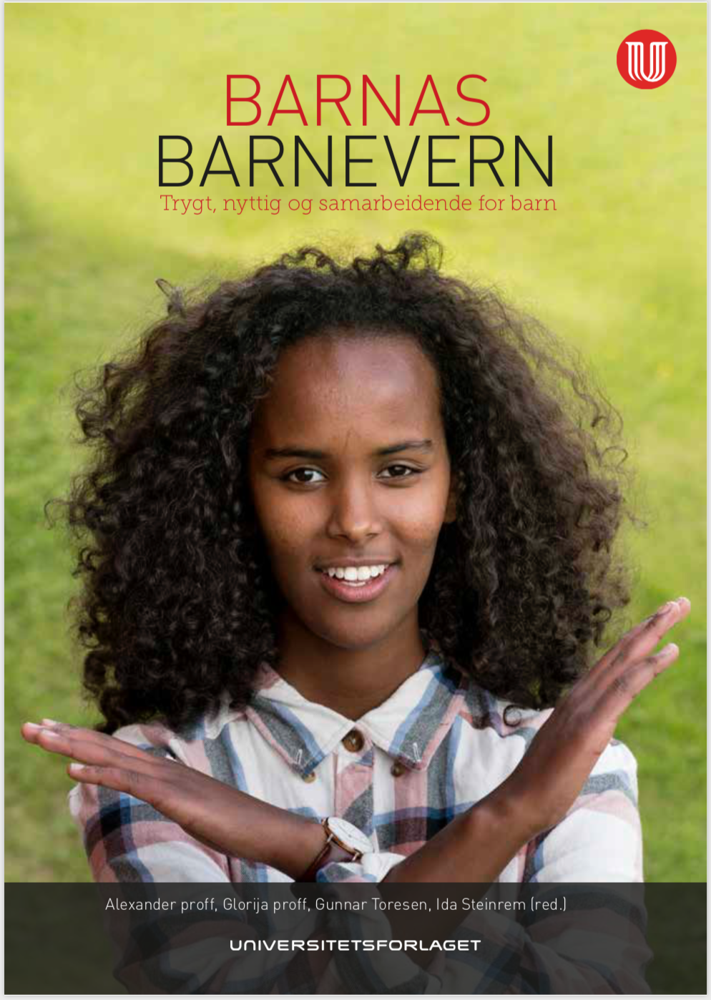 BARNAS
BARNEVERN
Trygt, nyttig og samarbeidende for barn
Alexander proff, Glorija proff, Gunnar Toresen, Ida Steinrem (red.)
UNIVERSITETSFORLAGET